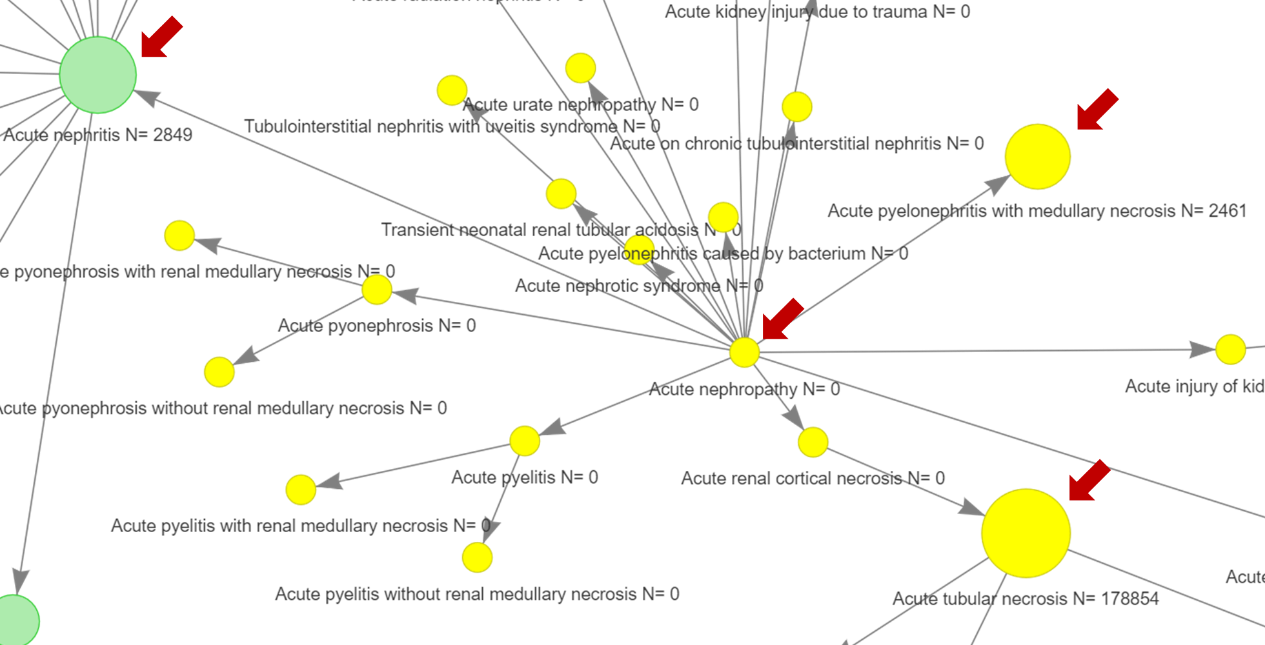 Acute radiation nephritis N= 0
Acute kidney injury due to trauma N= 0
Acute urate nephropathy N= 0
Tubulointerstitial nephritis with uveitis syndrome N= 0
Acute nephritis N= 2849
Acute on chronic tubulointerstitial nephritis N= 0
Acute pyelonephritis with medullary necrosis N= 2461
Transient neonatal renal tubular acidosis N= 0
Acute pyelonephritis caused by bacterium N= 0
e pyonephrosis with renal medullary necrosis N= 0
Acute nephrotic syndrome N= 0
Acute pyonephrosis N= 0
Acute nephropathy N= 0
Acute injury of kid
cute pyonephrosis without renal medullary necrosis N= 0
Acute pyelitis N= 0
Acute renal cortical necrosis N= 0
Acute pyelitis with renal medullary necrosis N= 0
Acute
Acute pyelitis without renal medullary necrosis N= 0
Acute tubular necrosis N= 178854